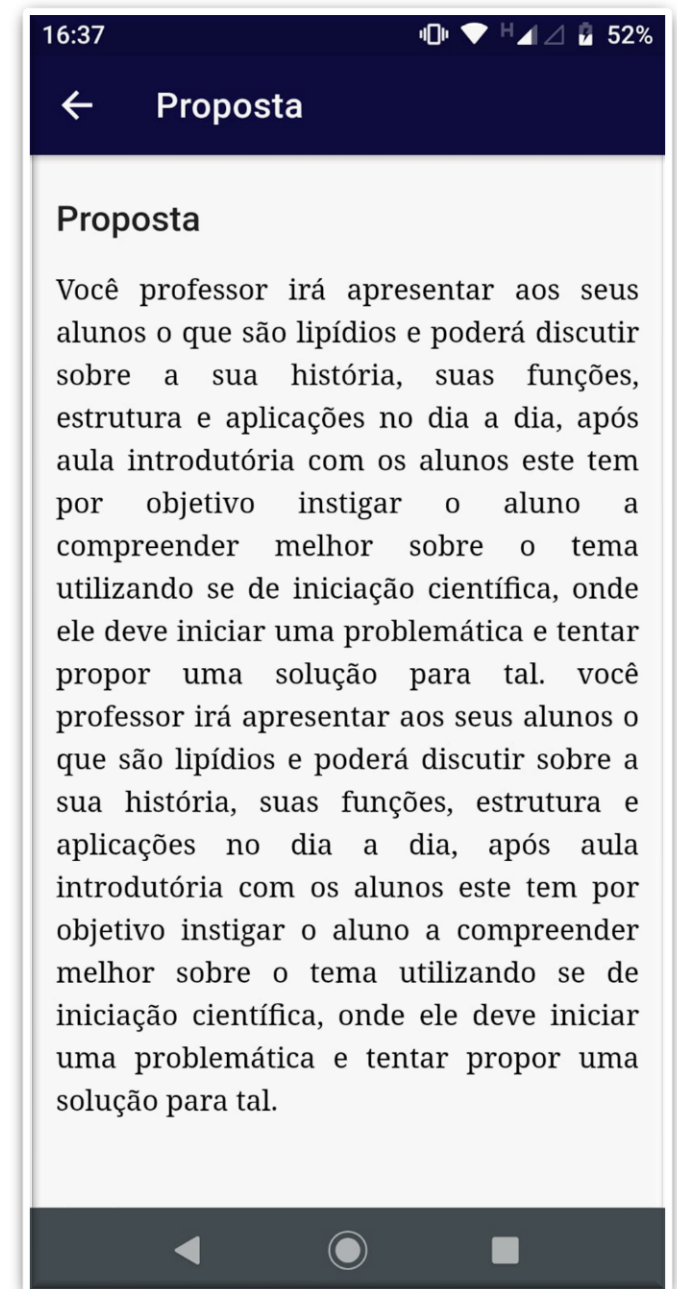 16:37 H 52%
Proposta
Proposta
Você professor irá apresentar aos seus
alunos o que são lipídios e poderá discutir
sobre a sua história, suas funções,
estrutura e aplicações no dia a dia, após
aula introdutória com os alunos este tem
por objetivo instigar o aluno a
compreender melhor sobre o tema
utilizando se de iniciação científica, onde
ele deve iniciar uma problemática e tentar
propor uma solução para tal. você
professor irá apresentar aos seus alunos o
que são lipídios e poderá discutir sobre a
sua história, suas funções, estrutura e
aplicações no dia a dia, após aula
introdutória com os alunos este tem por
objetivo instigar o aluno a compreender
melhor sobre o tema utilizando se de
iniciação científica, onde ele deve iniciar
uma problemática e tentar propor uma
solução para tal.